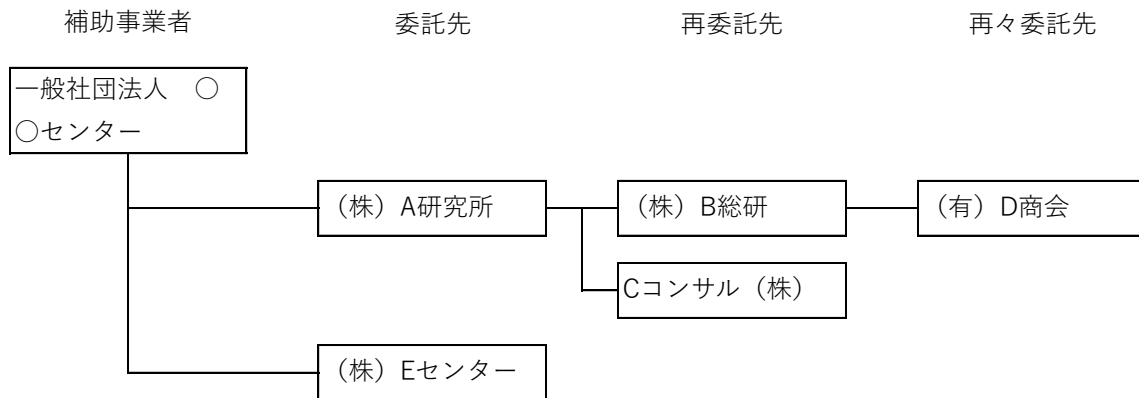 補助事業者 委託先 再委託先 再々委託先
一般社団法人　○
○センター
（株）A研究所 （株）B総研 （有）D商会
Cコンサル（株）
（株）Eセンター